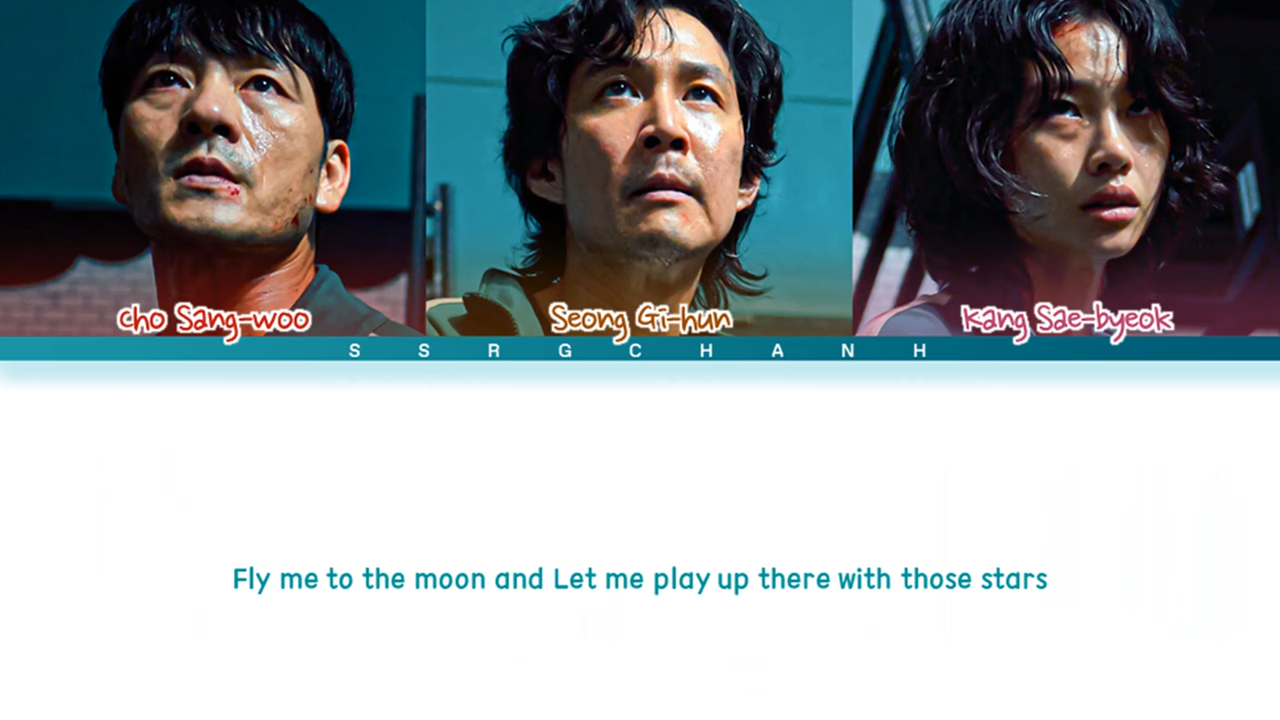 cho Sang-woo
Seong Gi-hun
kang Sae-byeok
S S R G C H A N H
Fly me to the moon and Let me play up there with those stars